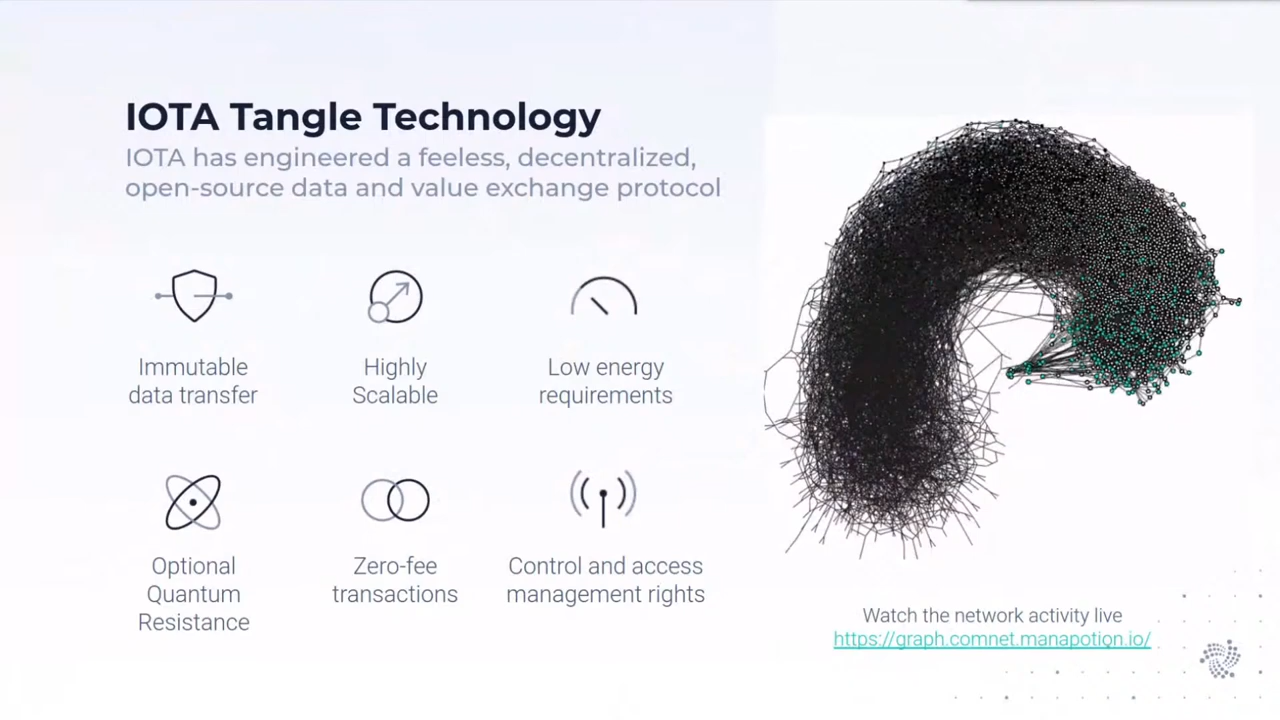 IOTA Tangle Technology
IOTA has engineered a feeless, decentralized,
open-source data and value exchange protocol
Immutable
data transfer
Highly
Scalable
Low energy
requirements
Optional
Quantum
Resistance
Zero-fee
transactions
Control and access
management rights
Watch the network activity live
https://graph.comnet.manapotion.io/